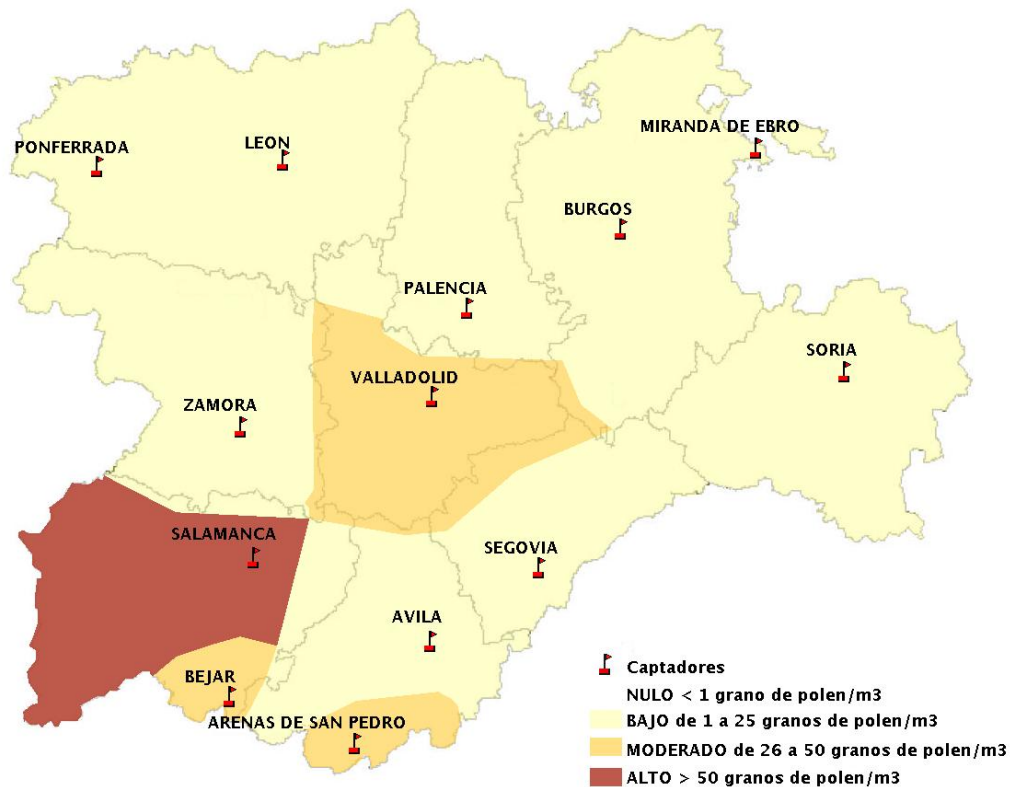 MIRANDA DE EBRO
PONFERRADA
LEON
BURGOS
PALENCIA
SORIA
VALLADOLID
ZAMORA
SALAMANCA
SEGOVIA
AVILA
BEJAR
ARENAS DE SAN PEDRO
Captadores
NULO < 1 grano de polen/m3
BAJO de 1 a 25 granos de polen/m3
MODERADO de 26 a 50 granos de polen/m3
ALTO > 50 granos de polen/m3